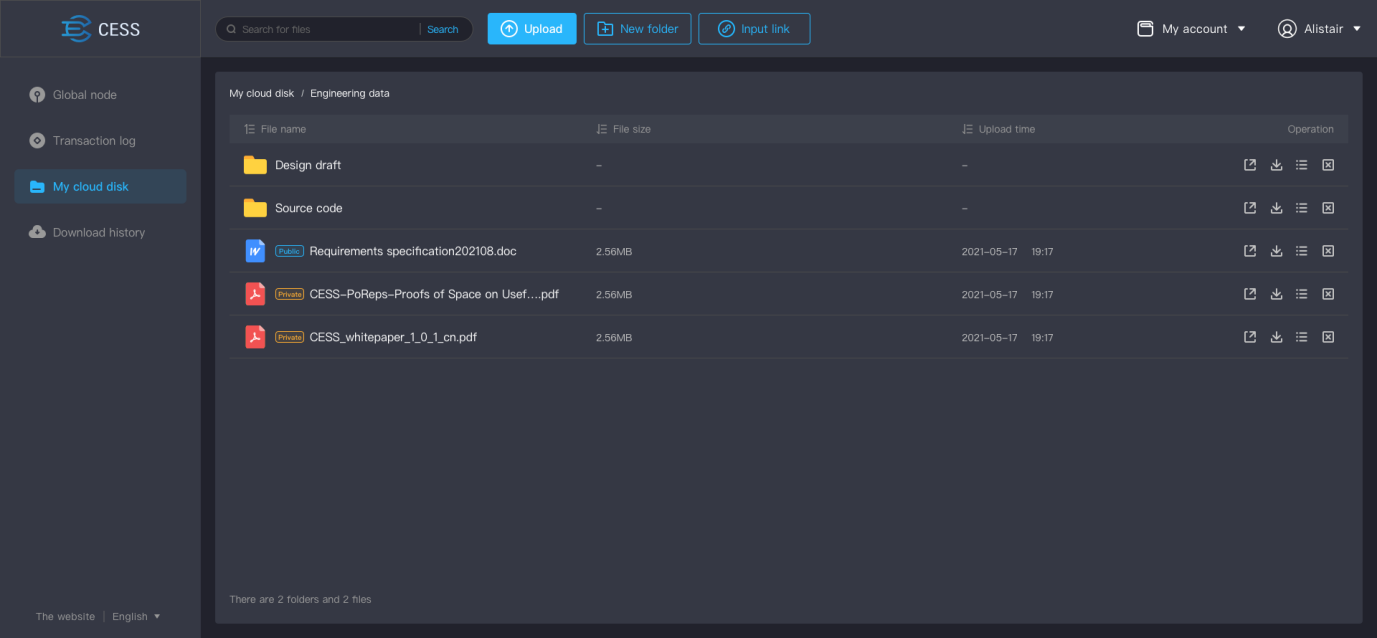 CESS
Search for files
Search
Upload
New folder
Input link
My account
Alistair
Global node
Transaction log
My cloud disk
Download history
My cloud disk / Engineering data
File name File size Upload time Operation
Design draft – –
Source code – –
Public Requirements specification202108.doc 2.56MB 2021-05-17 19:17
Private CESS-PoReps-Proofs of Space on Usef....pdf 2.56MB 2021-05-17 19:17
Private CESS_whitepaper_1_0_1_cn.pdf 2.56MB 2021-05-17 19:17
There are 2 folders and 2 files
The website | English